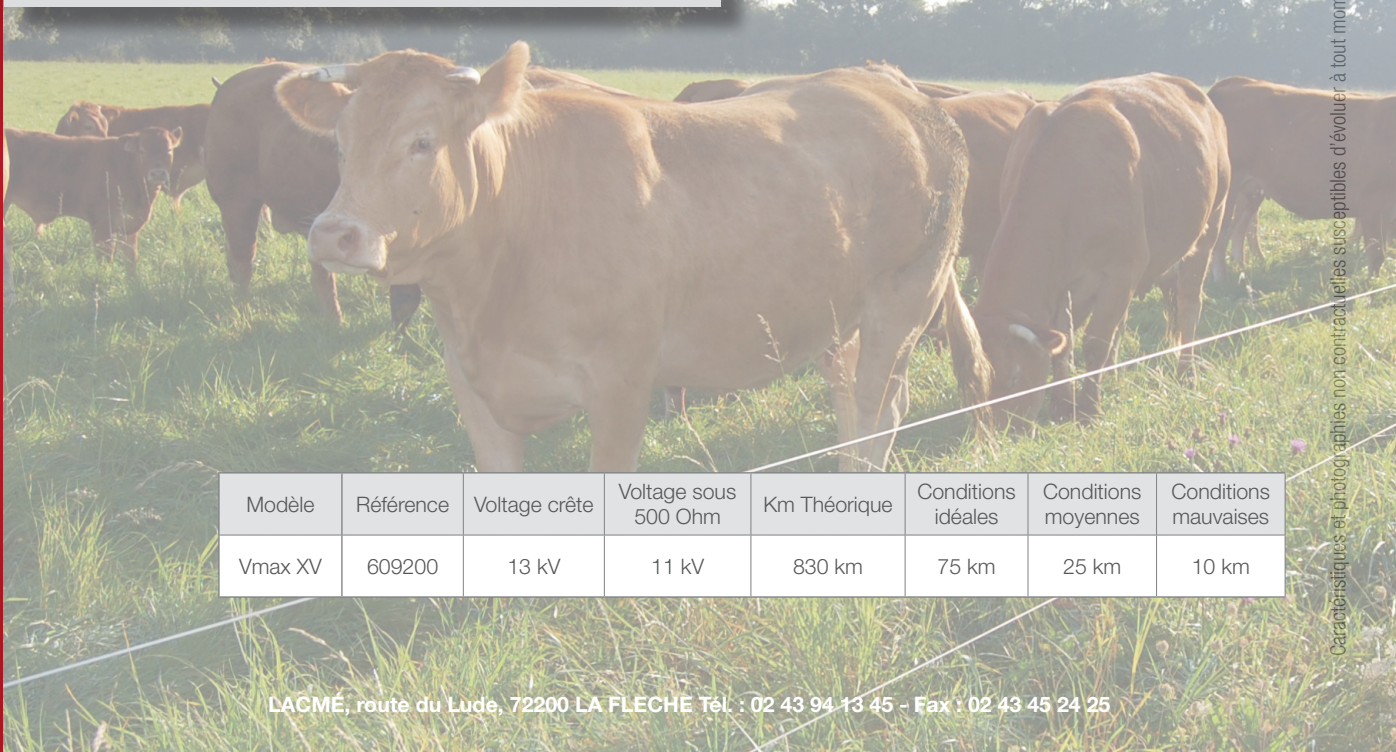 Modèle Référence Voltage crête Voltage sous 500 Ohm Km Théorique Conditions idéales Conditions moyennes Conditions mauvaises
Vmax XV 609200 13 kV 11 kV 830 km 75 km 25 km 10 km
LACMÉ, route du Lude, 72200 LA FLECHE Tél. : 02 43 94 13 45 - Fax : 02 43 45 24 25
Caractéristiques et photographies non contractuelles susceptibles d'évoluer à tout